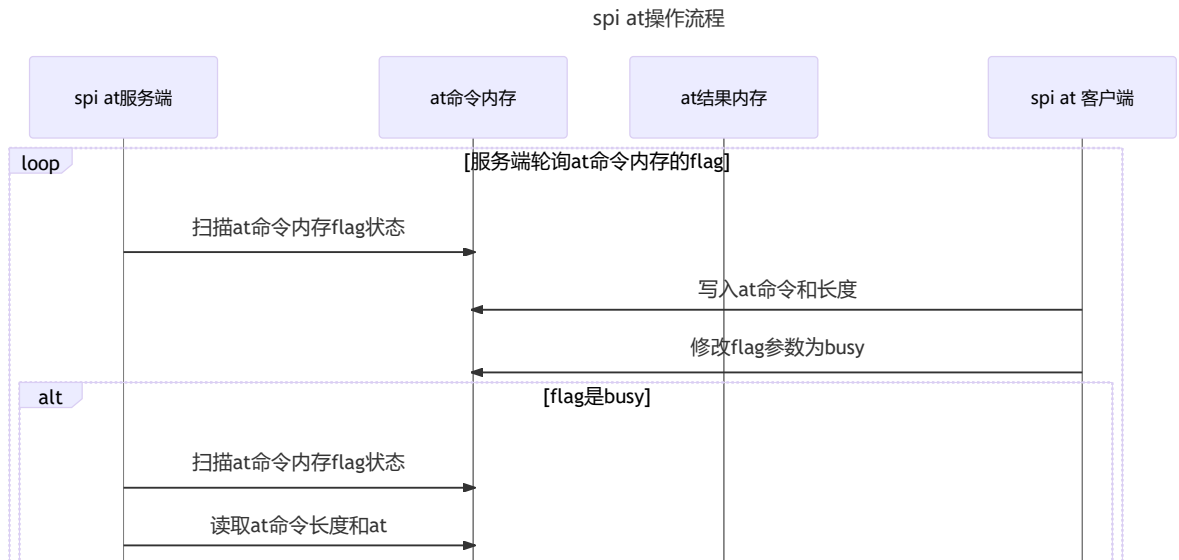 spi at操作流程
spi at服务端
at命令内存
at结果内存
spi at 客户端
loop
[服务端轮询at命令内存的flag]
扫描at命令内存flag状态
写入at命令和长度
修改flag参数为busy
alt
[flag是busy]
扫描at命令内存flag状态
读取at命令长度和at